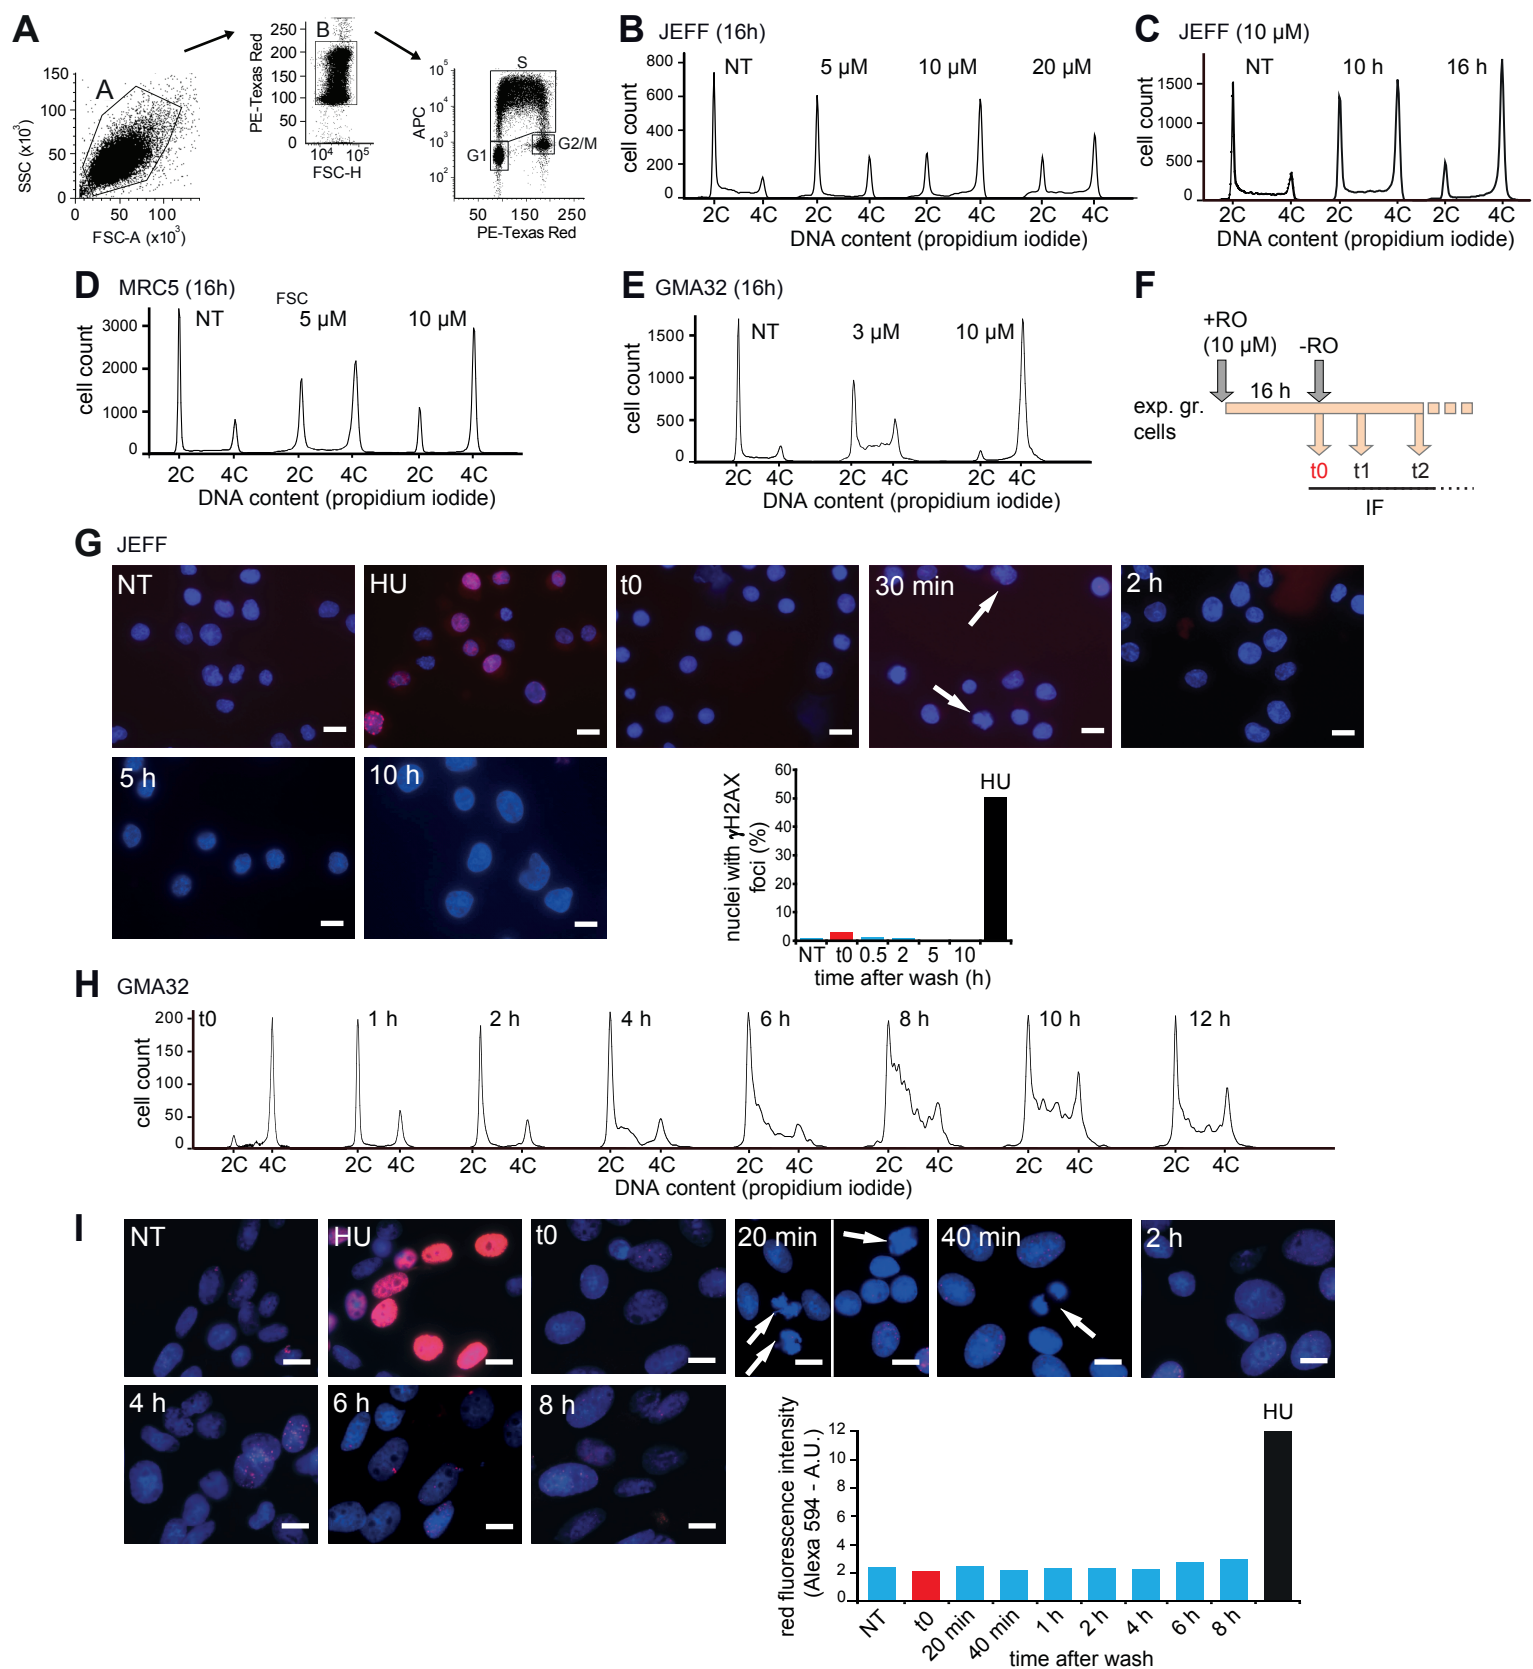 A
150
100
50
0
SSC (x10³)
A
0
50
100
FSC-A (x10³)
250
200
150
100
50
0
PE-Texas Red
B
10⁴
10⁵
FSC-H
10⁵
10⁴
10³
10²
APC
S
G1
G2/M
50
150
250
PE-Texas Red
B JEFF (16h)
800
600
400
200
0
cell count
NT
5 µM
10 µM
20 µM
2C 4C 2C 4C 2C 4C 2C 4C
DNA content (propidium iodide)
C JEFF (10 µM)
1500
1000
500
0
cell count
NT
10 h
16 h
2C 4C 2C 4C 2C 4C
DNA content (propidium iodide)
D MRC5 (16h)
FSC
3000
2000
1000
0
cell count
NT
5 µM
10 µM
2C 4C 2C 4C 2C 4C
DNA content (propidium iodide)
E GMA32 (16h)
1500
1000
500
0
cell count
NT
3 µM
10 µM
2C 4C 2C 4C 2C 4C
DNA content (propidium iodide)
F
+RO
(10 µM)
-RO
16 h
exp. gr.
cells
t0
t1
t2
IF
G JEFF
NT
HU
t0
30 min
2 h
5 h
10 h
60
50
40
30
20
10
0
nuclei with γH2AX
foci (%)
HU
NT t0 0.5 2 5 10
time after wash (h)
H GMA32
200
150
100
50
0
cell count
t0
1 h
2 h
4 h
6 h
8 h
10 h
12 h
2C 4C 2C 4C 2C 4C 2C 4C 2C 4C 2C 4C 2C 4C 2C 4C
DNA content (propidium iodide)
I
NT
HU
t0
20 min
40 min
2 h
4 h
6 h
8 h
12
10
8
6
4
2
0
red fluorescence intensity
(Alexa 594 - A.U.)
HU
NT
t0
20 min
40 min
1 h
2 h
4 h
6 h
8 h
time after wash